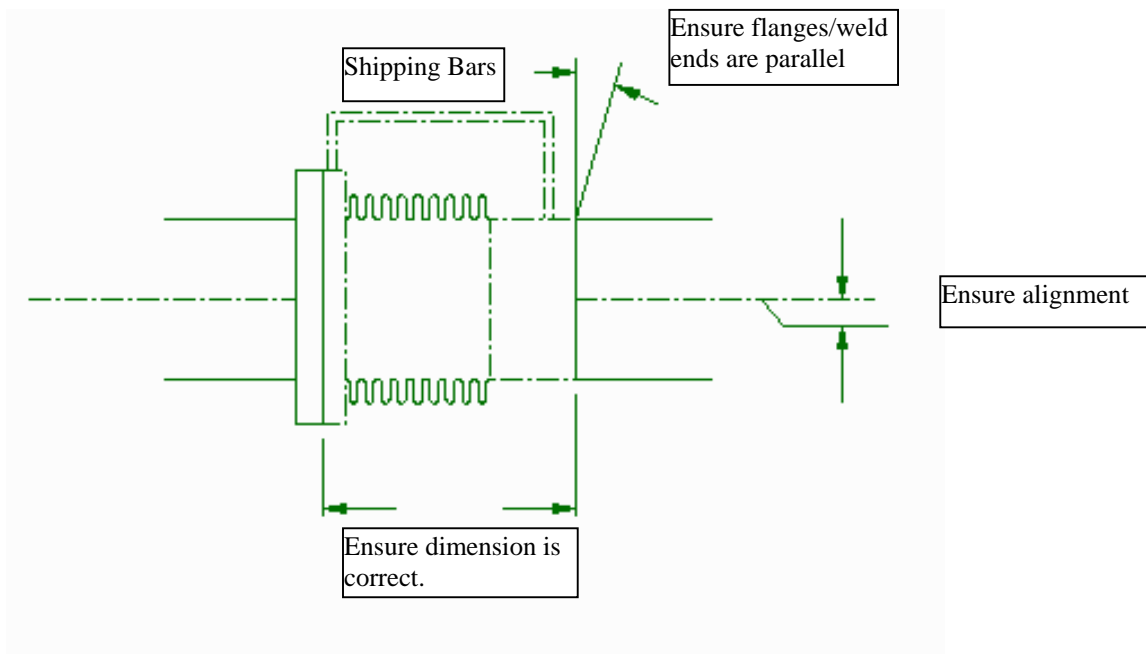 Ensure flanges/weld
ends are parallel
Shipping Bars
Ensure alignment
Ensure dimension is
correct.